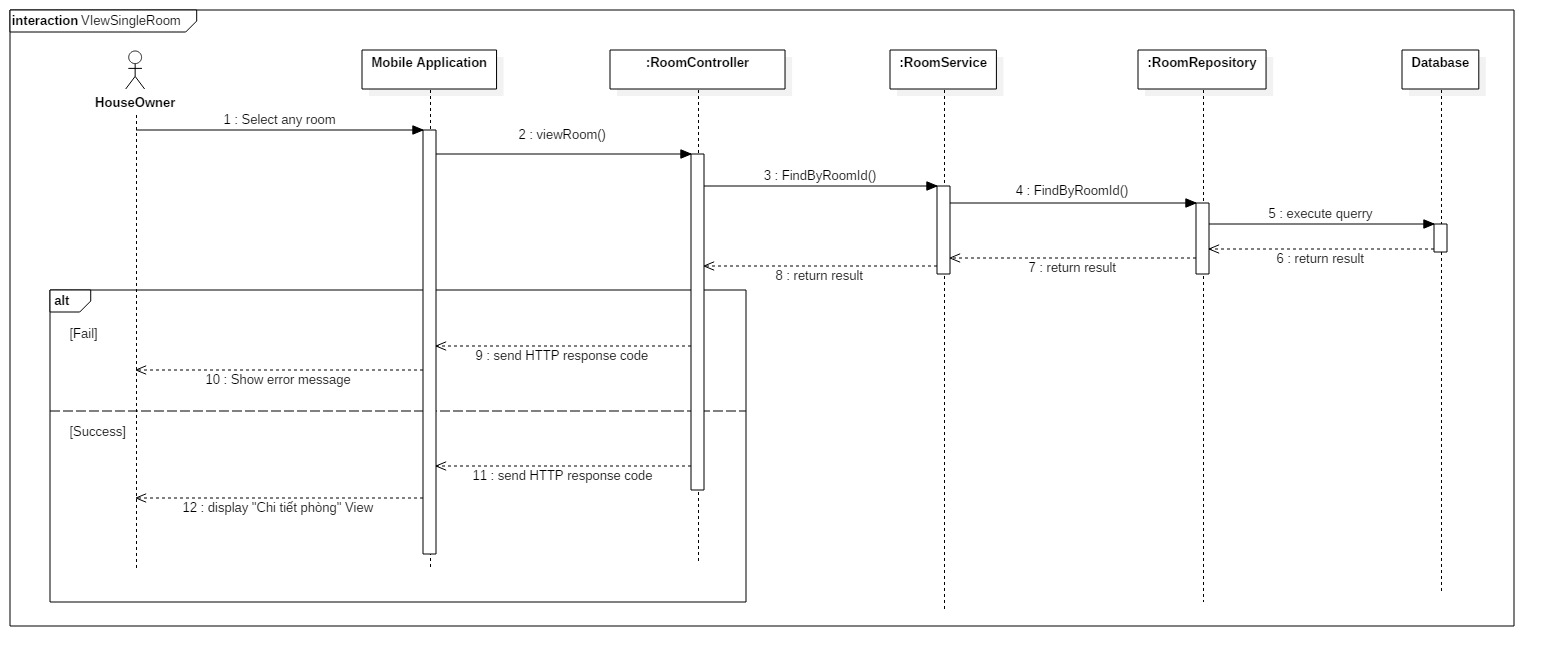 interaction VIewSingleRoom
HouseOwner
Mobile Application
:RoomController
:RoomService
:RoomRepository
Database
1 : Select any room
2 : viewRoom()
3 : FindByRoomId()
4 : FindByRoomId()
5 : execute querry
6 : return result
7 : return result
8 : return result
alt
[Fail]
9 : send HTTP response code
10 : Show error message
[Success]
11 : send HTTP response code
12 : display "Chi tiết phòng" View